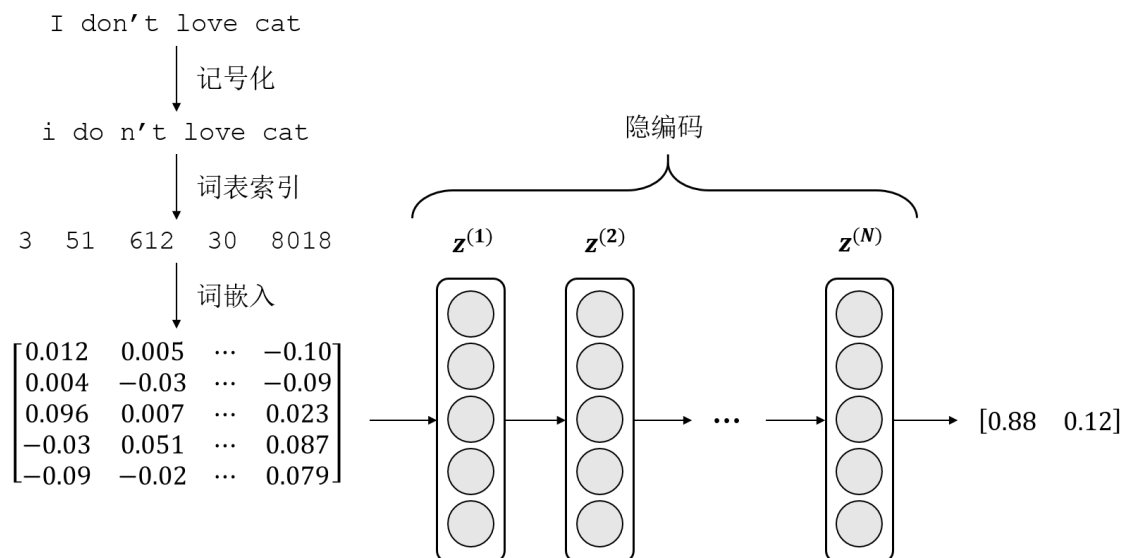 I don't love cat
记号化
i do n't love cat
词表索引
3 51 612 30 8018
词嵌入
0.012 0.005 ⋯ −0.10
0.004 −0.03 ⋯ −0.09
0.096 0.007 ⋯ 0.023
−0.03 0.051 ⋯ 0.087
−0.09 −0.02 ⋯ 0.079
隐编码
z(1) z(2) z(N)
⋯
[0.88 0.12]